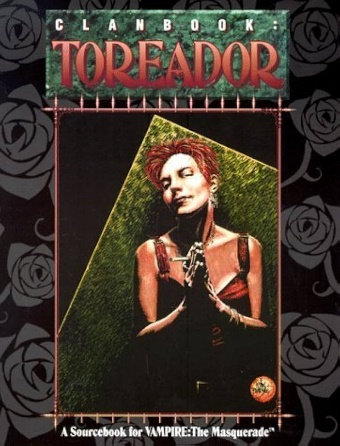 CLANBOOK:
TOREADOR
A Sourcebook for VAMPIRE: The Masquerade™